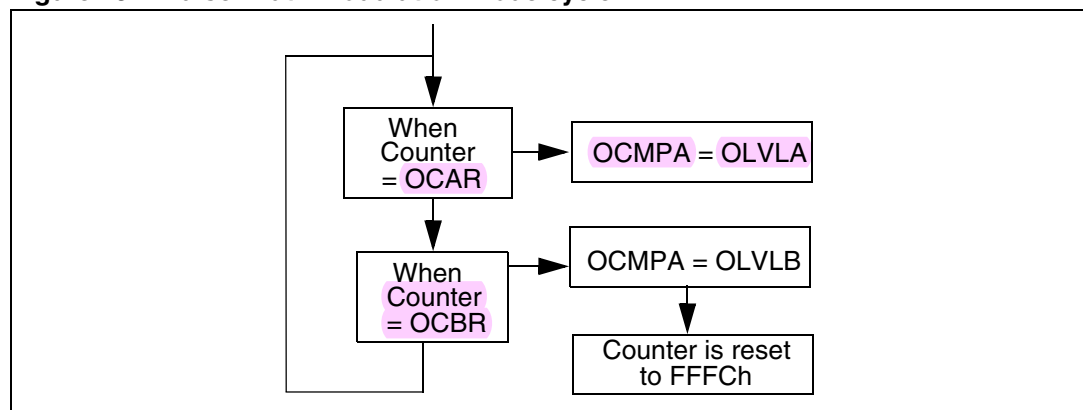 When
Counter
= OCAR
OCMPA = OLVLA
When
Counter
= OCBR
OCMPA = OLVLB
Counter is reset
to FFFCh